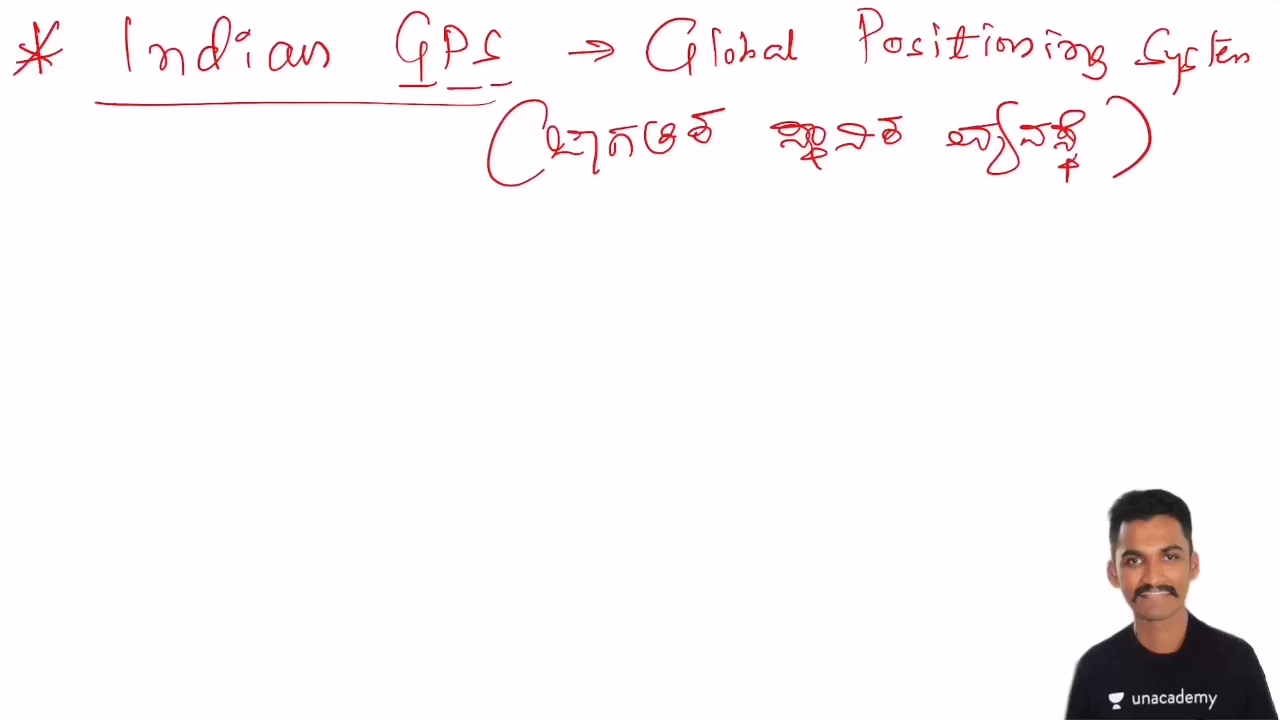 * Indian GPS → Global Positioning System
(ಜಾಗತಿಕ ಸ್ಥಾನಿಕ ವ್ಯವಸ್ಥೆ)
unacademy